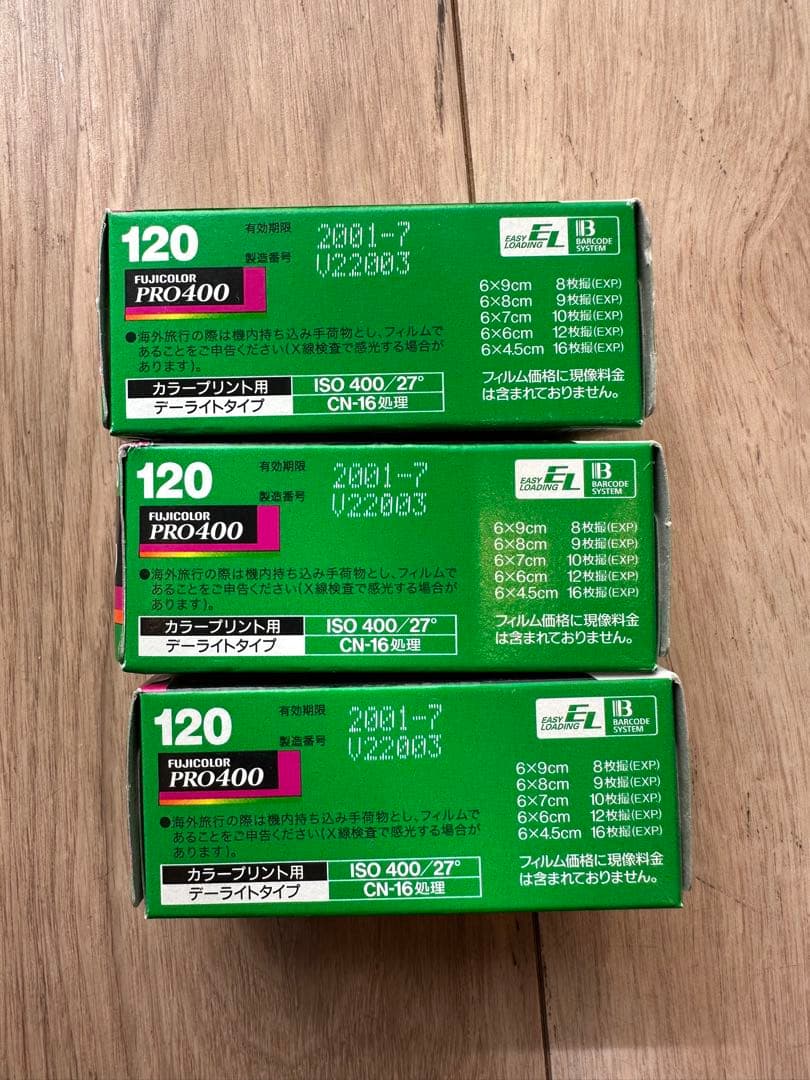 120
有効期限 2001-7
製造番号 V22003
EASY LOADING EL
B BARCODE SYSTEM
FUJICOLOR
PRO400
6×9cm 8枚撮(EXP.)
6×8cm 9枚撮(EXP.)
6×7cm 10枚撮(EXP.)
6×6cm 12枚撮(EXP.)
6×4.5cm 16枚撮(EXP.)
●海外旅行の際は機内持ち込み手荷物とし、フィルムで
あることをご申告ください(X線検査で感光する場合が
あります)。
フィルム価格に現像料金
は含まれておりません。
カラープリント用 ISO 400/27°
デーライトタイプ CN-16処理
120
有効期限 2001-7
製造番号 V22003
EASY LOADING EL
B BARCODE SYSTEM
FUJICOLOR
PRO400
6×9cm 8枚撮(EXP.)
6×8cm 9枚撮(EXP.)
6×7cm 10枚撮(EXP.)
6×6cm 12枚撮(EXP.)
6×4.5cm 16枚撮(EXP.)
●海外旅行の際は機内持ち込み手荷物とし、フィルムで
あることをご申告ください(X線検査で感光する場合が
あります)。
フィルム価格に現像料金
は含まれておりません。
カラープリント用 ISO 400/27°
デーライトタイプ CN-16処理
120
有効期限 2001-7
製造番号 V22003
EASY LOADING EL
B BARCODE SYSTEM
FUJICOLOR
PRO400
6×9cm 8枚撮(EXP.)
6×8cm 9枚撮(EXP.)
6×7cm 10枚撮(EXP.)
6×6cm 12枚撮(EXP.)
6×4.5cm 16枚撮(EXP.)
●海外旅行の際は機内持ち込み手荷物とし、フィルムで
あることをご申告ください(X線検査で感光する場合が
あります)。
フィルム価格に現像料金
は含まれておりません。
カラープリント用 ISO 400/27°
デーライトタイプ CN-16処理